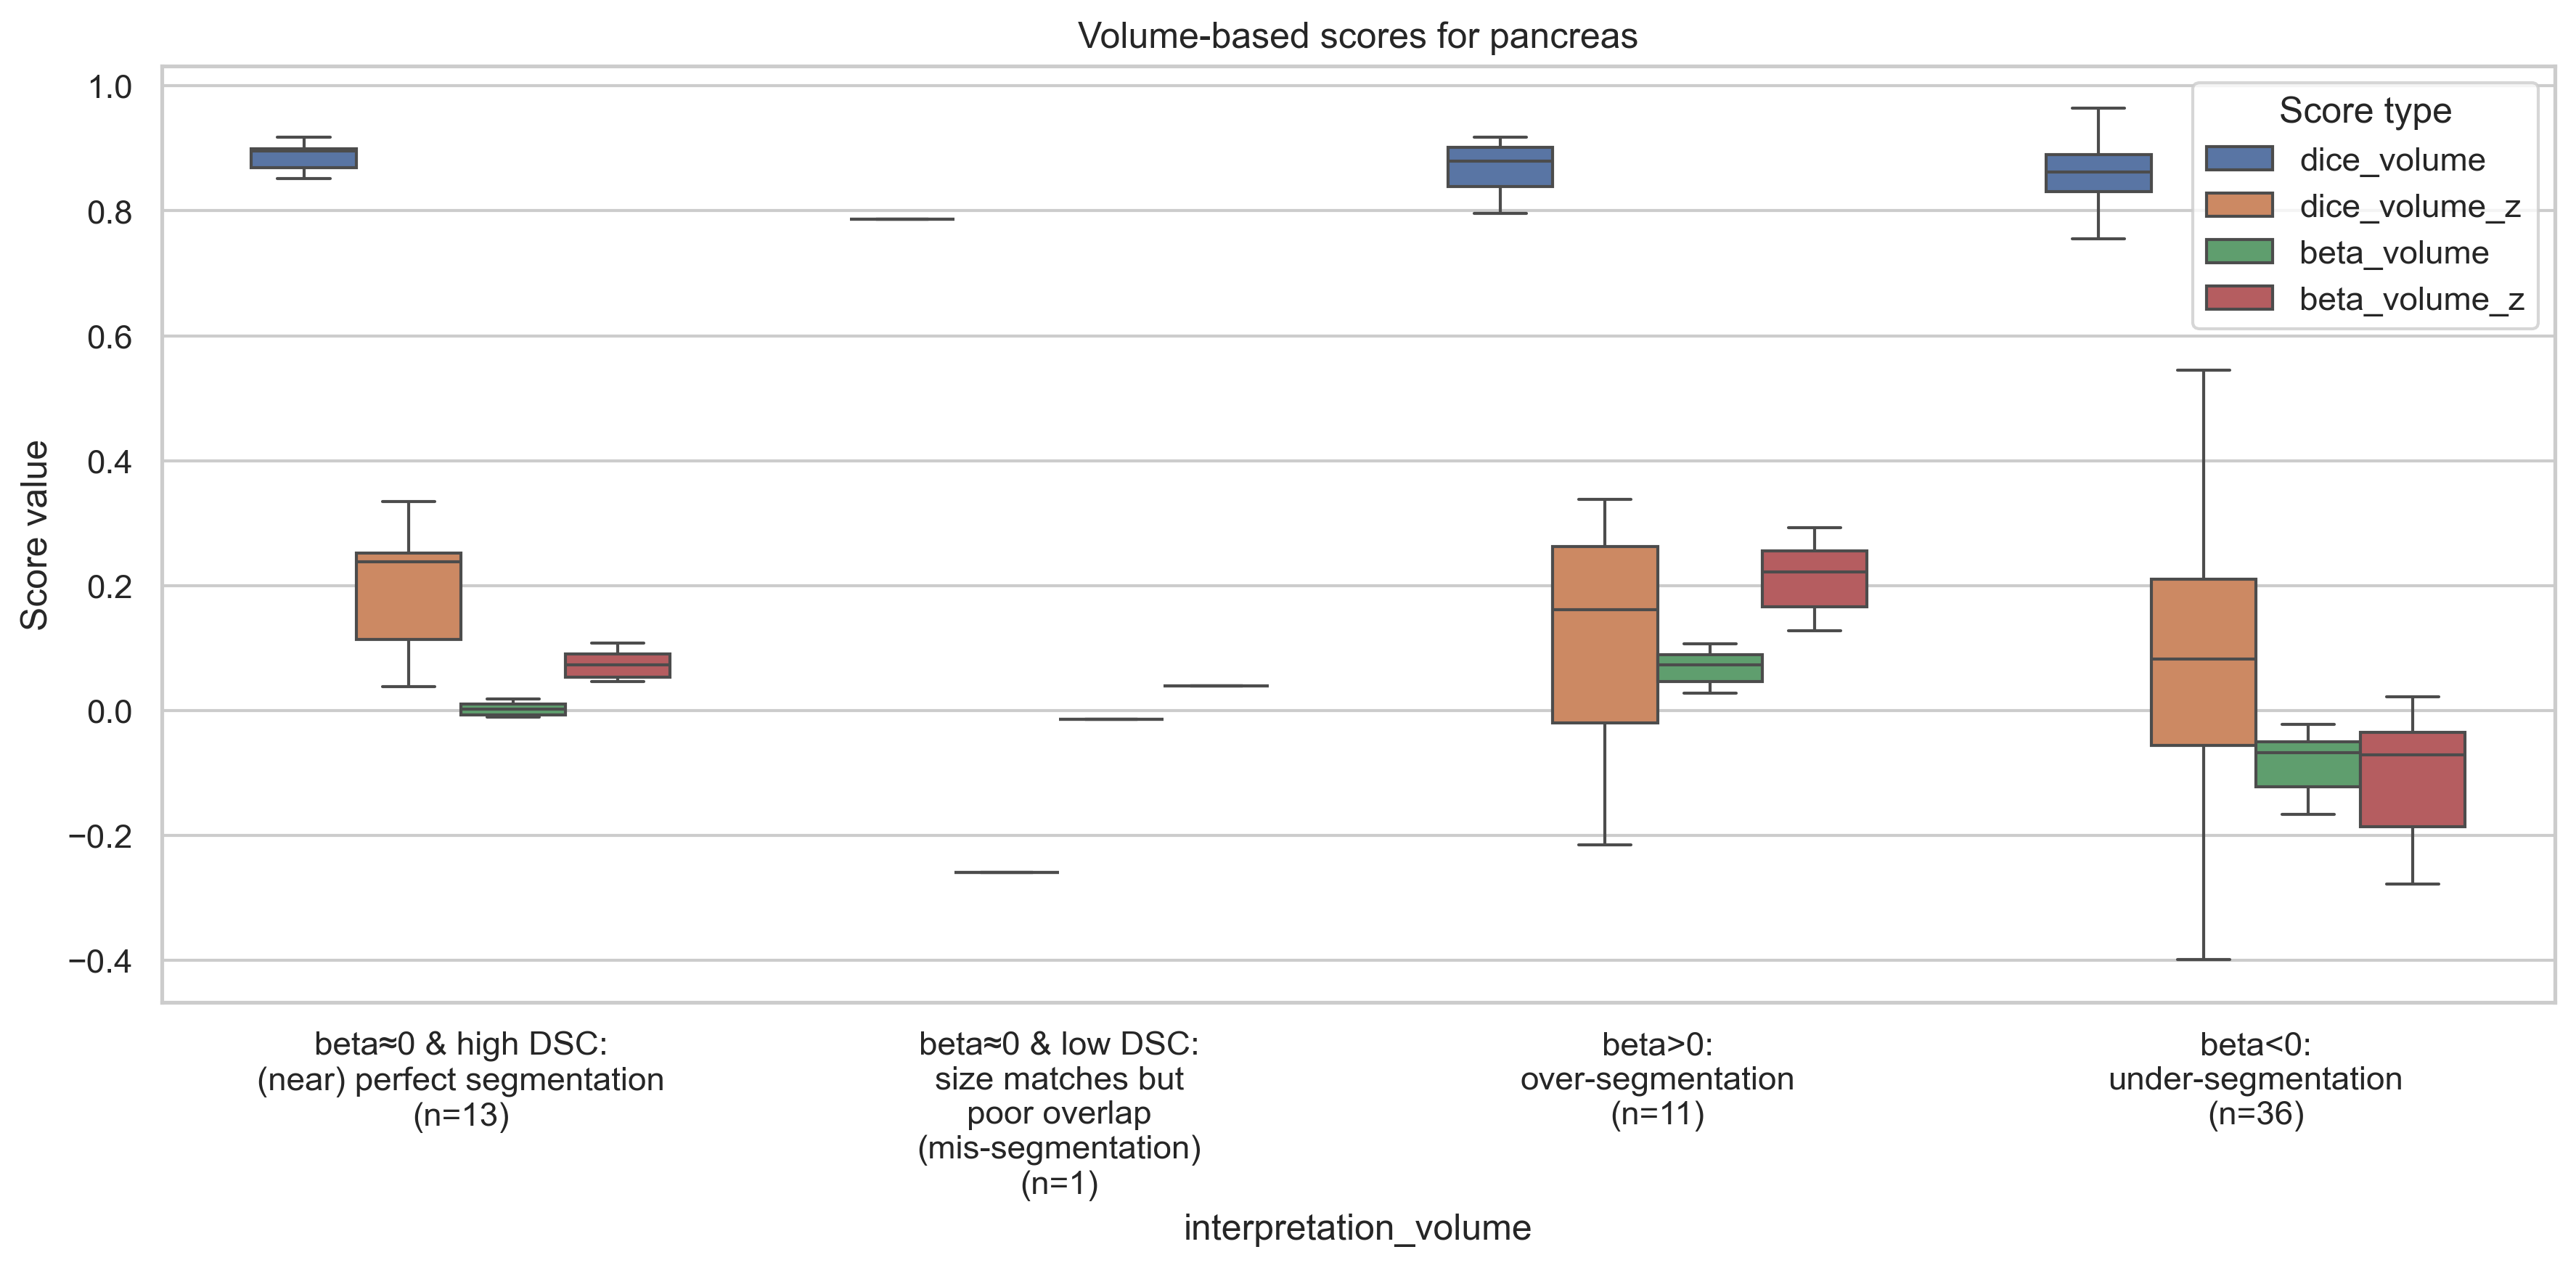 Volume-based scores for pancreas
Score value
1.0
0.8
0.6
0.4
0.2
0.0
−0.2
−0.4
Score type
dice_volume
dice_volume_z
beta_volume
beta_volume_z
beta≈0 & high DSC:
(near) perfect segmentation
(n=13)
beta≈0 & low DSC:
size matches but
poor overlap
(mis-segmentation)
(n=1)
beta>0:
over-segmentation
(n=11)
beta<0:
under-segmentation
(n=36)
interpretation_volume